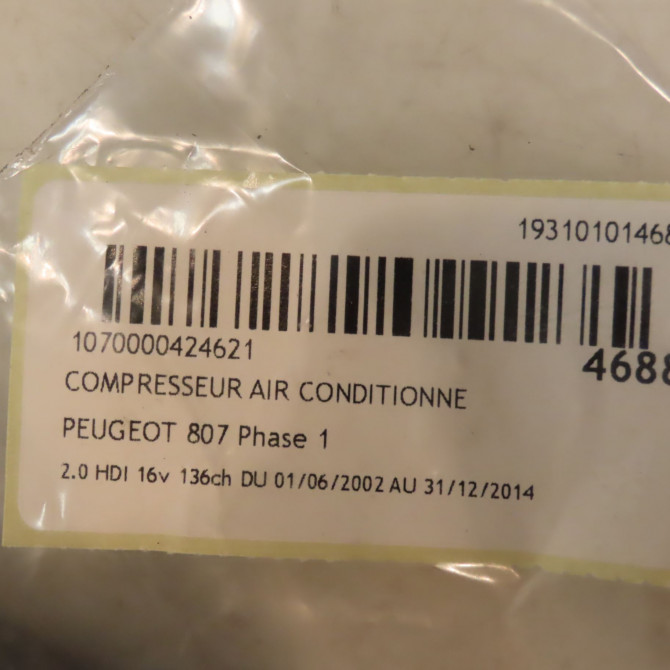 19310101468
1070000424621
4688
COMPRESSEUR AIR CONDITIONNE
PEUGEOT 807 Phase 1
2.0 HDI 16v 136ch DU 01/06/2002 AU 31/12/2014